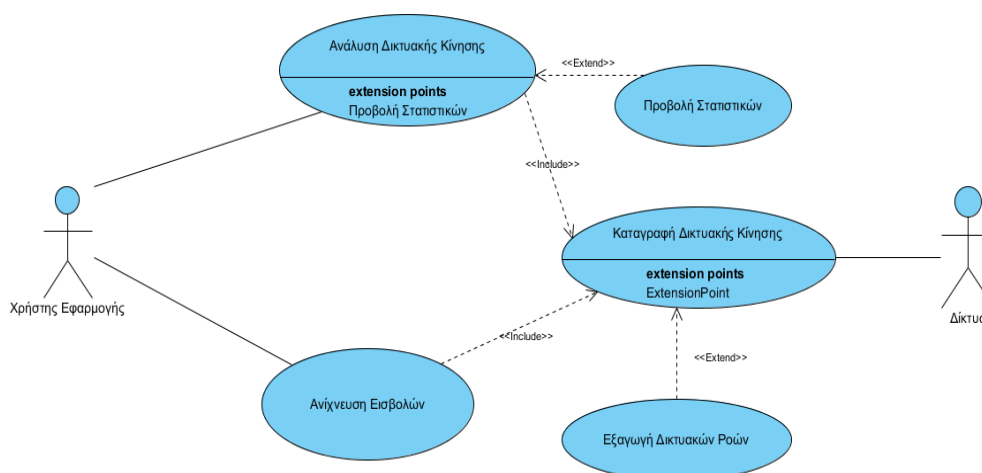 Ανάλυση Δικτυακής Κίνησης
extension points
Προβολή Στατιστικών
<<Extend>>
Προβολή Στατιστικών
<<Include>>
Καταγραφή Δικτυακής Κίνησης
extension points
ExtensionPoint
Χρήστης Εφαρμογής
Δίκτυο
<<Include>>
<<Extend>>
Ανίχνευση Εισβολών
Εξαγωγή Δικτυακών Ροών